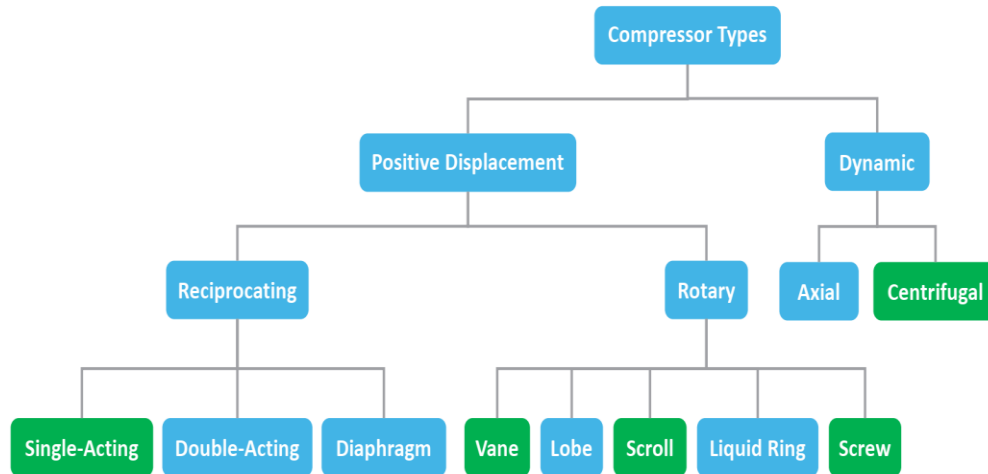 Compressor Types
Positive Displacement
Dynamic
Reciprocating
Rotary
Axial
Centrifugal
Single-Acting
Double-Acting
Diaphragm
Vane
Lobe
Scroll
Liquid Ring
Screw